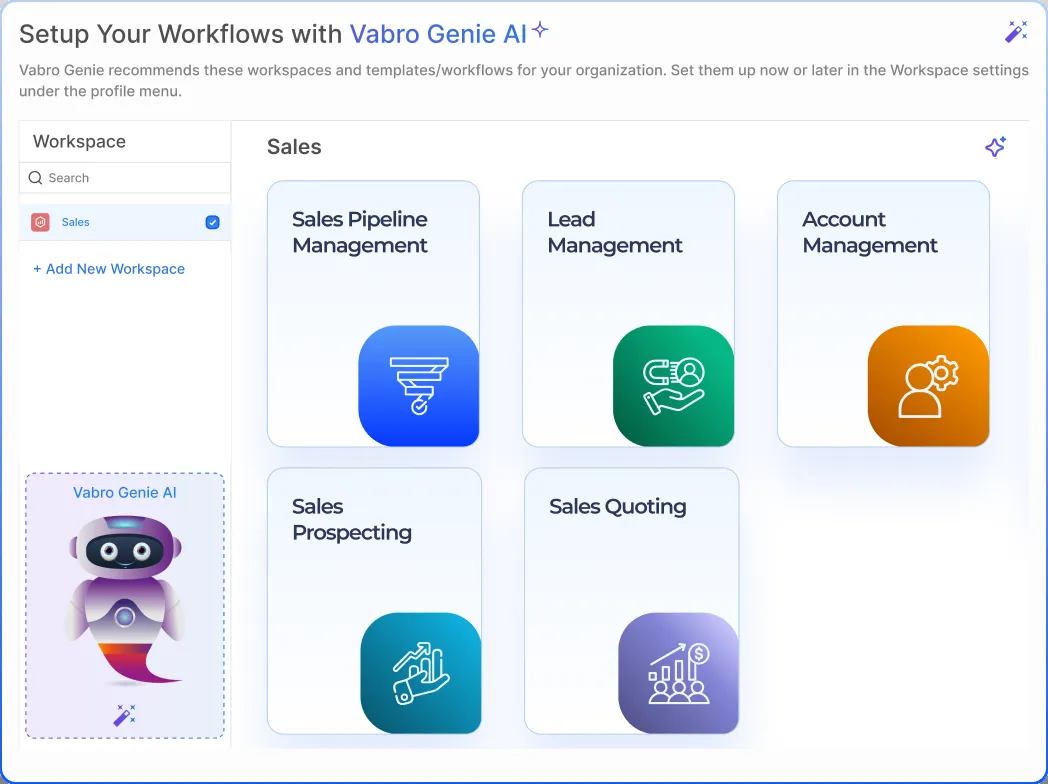 Setup Your Workflows with Vabro Genie AI
Vabro Genie recommends these workspaces and templates/workflows for your organization. Set them up now or later in the Workspace settings
under the profile menu.
Workspace
Search
Sales
+ Add New Workspace
Vabro Genie AI
Sales
Sales Pipeline
Management
Lead
Management
Account
Management
Sales
Prospecting
Sales Quoting
$